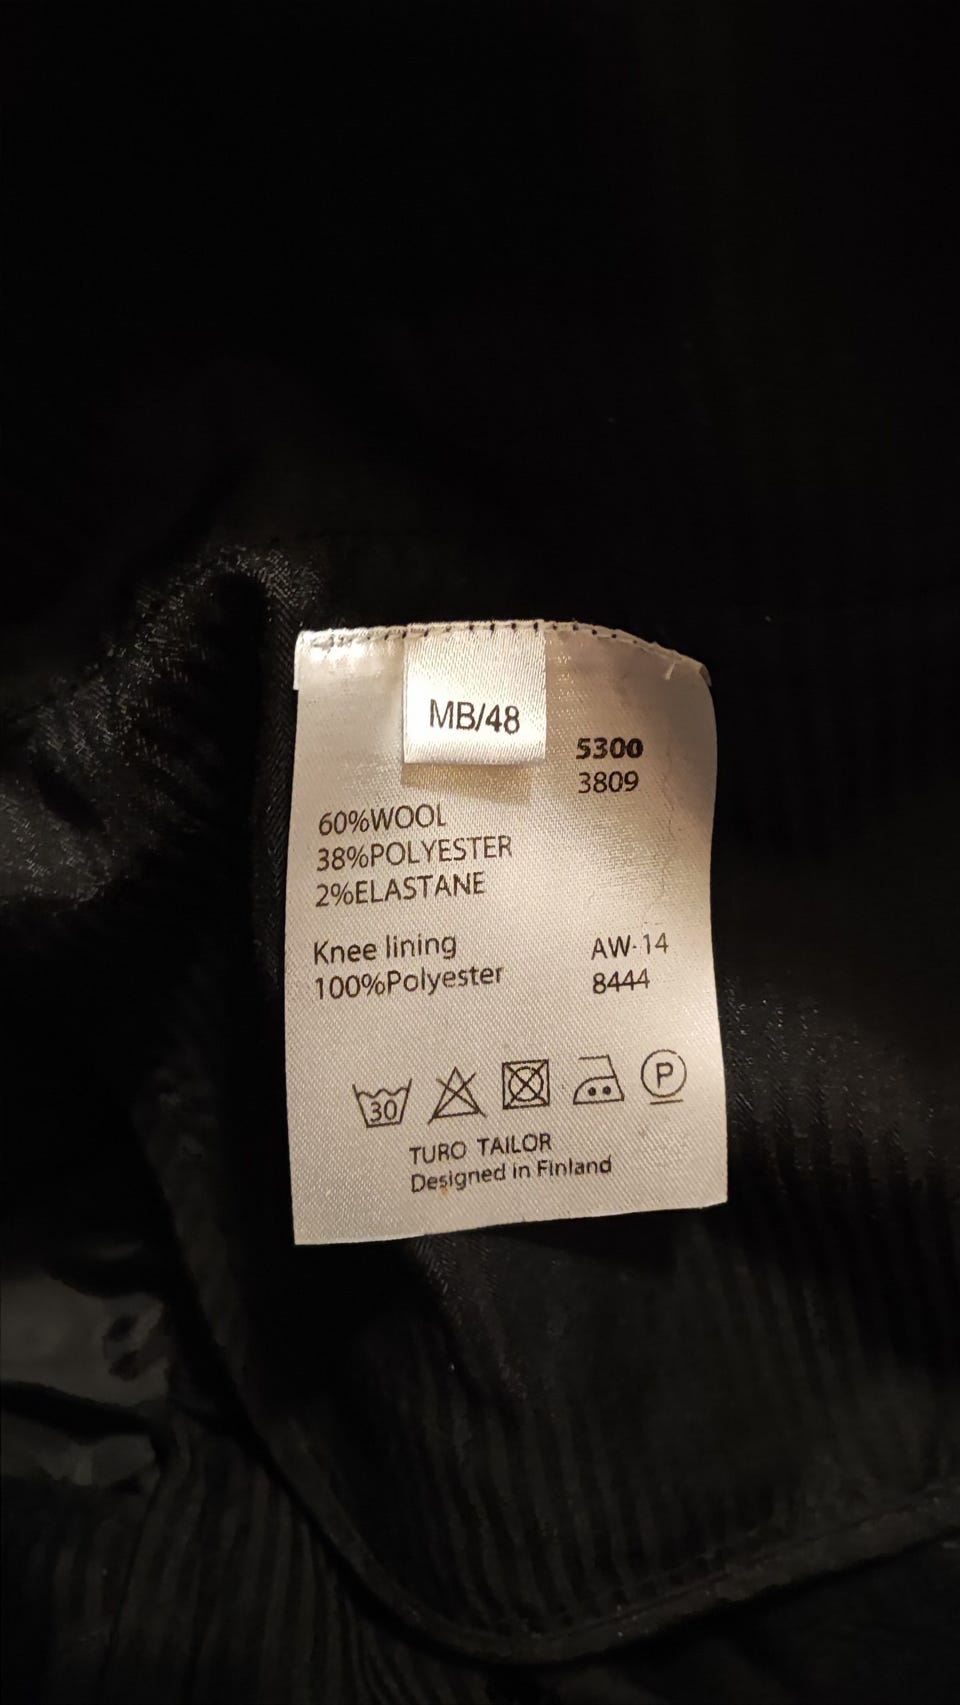 MB/48
5300
3809
60%WOOL
38%POLYESTER
2%ELASTANE
Knee lining
100%Polyester
AW-14
8444
30
P
TURO TAILOR
Designed in Finland